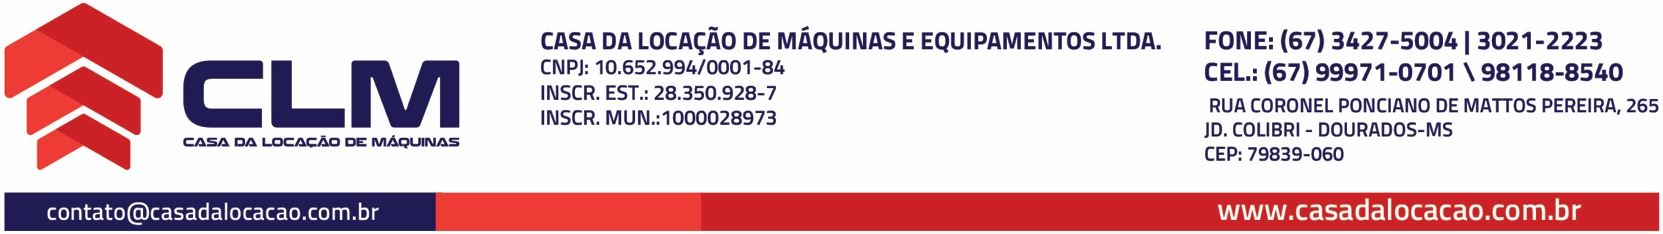 CLM
CASA DA LOCAÇÃO DE MÁQUINAS
CASA DA LOCAÇÃO DE MÁQUINAS E EQUIPAMENTOS LTDA.
CNPJ: 10.652.994/0001-84
INSCR. EST.: 28.350.928-7
INSCR. MUN.:1000028973
FONE: (67) 3427-5004 | 3021-2223
CEL.: (67) 99971-0701 \ 98118-8540
RUA CORONEL PONCIANO DE MATTOS PEREIRA, 265
JD. COLIBRI - DOURADOS-MS
CEP: 79839-060
contato@casadalocacao.com.br
www.casadalocacao.com.br